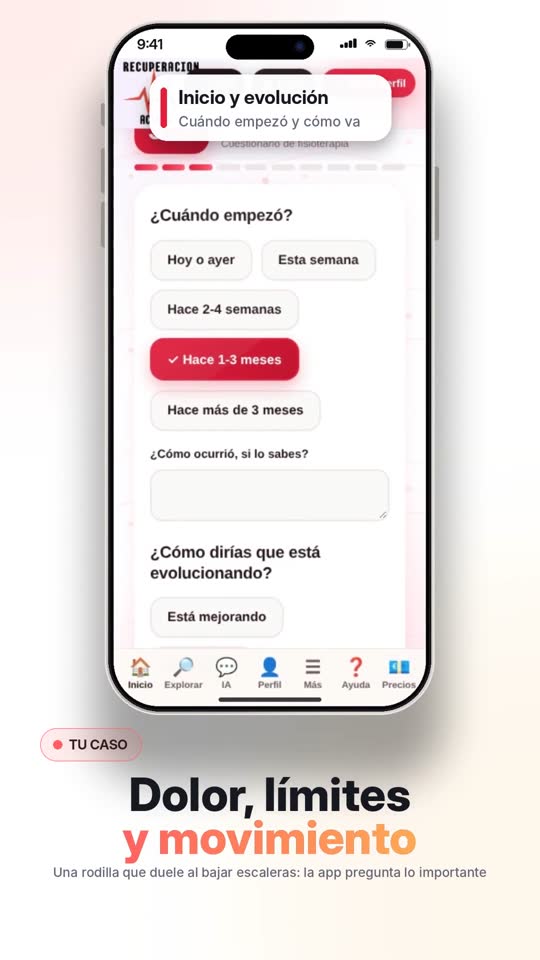 9:41
RECUPERACION
erfil
Inicio y evolución
Cuándo empezó y cómo va
Cuestionario de fisioterapia
¿Cuándo empezó?
Hoy o ayer
Esta semana
Hace 2-4 semanas
✓ Hace 1-3 meses
Hace más de 3 meses
¿Cómo ocurrió, si lo sabes?
¿Cómo dirías que está
evolucionando?
Está mejorando
Inicio Explorar IA Perfil Más Ayuda Precios
TU CASO
Dolor, límites
y movimiento
Una rodilla que duele al bajar escaleras: la app pregunta lo importante